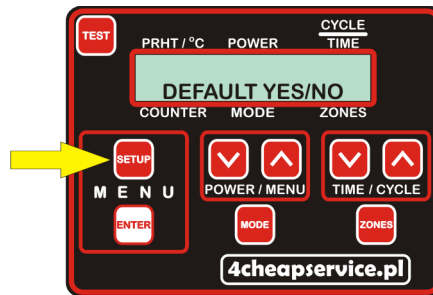 TEST
CYCLE
PRHT / °C POWER TIME
DEFAULT YES/NO
COUNTER MODE ZONES
SETUP
MENU
ENTER
POWER / MENU
TIME / CYCLE
MODE
ZONES
4cheapservice.pl